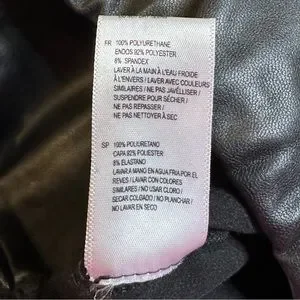 FR 100% POLYURETHANE
ENDOS 92% POLYESTER
8% SPANDEX
LAVER À LA MAIN À L'EAU FROIDE
À L'ENVERS / LAVER AVEC COULEURS
SIMILAIRES / NE PAS JAVÉLLISER /
SUSPENDRE POUR SÉCHER /
NE PAS REPASSER /
NE PAS NETTOYER À SEC
SP 100% POLIURETANO
CAPA 92% POLIESTER
8% ELASTANO
LAVAR A MANO EN AGUA FRIA POR EL
REVES / LAVAR CON COLORES
SIMILARES / NO USAR CLORO /
SECAR COLGADO / NO PLANCHAR /
NO LAVAR EN SECO